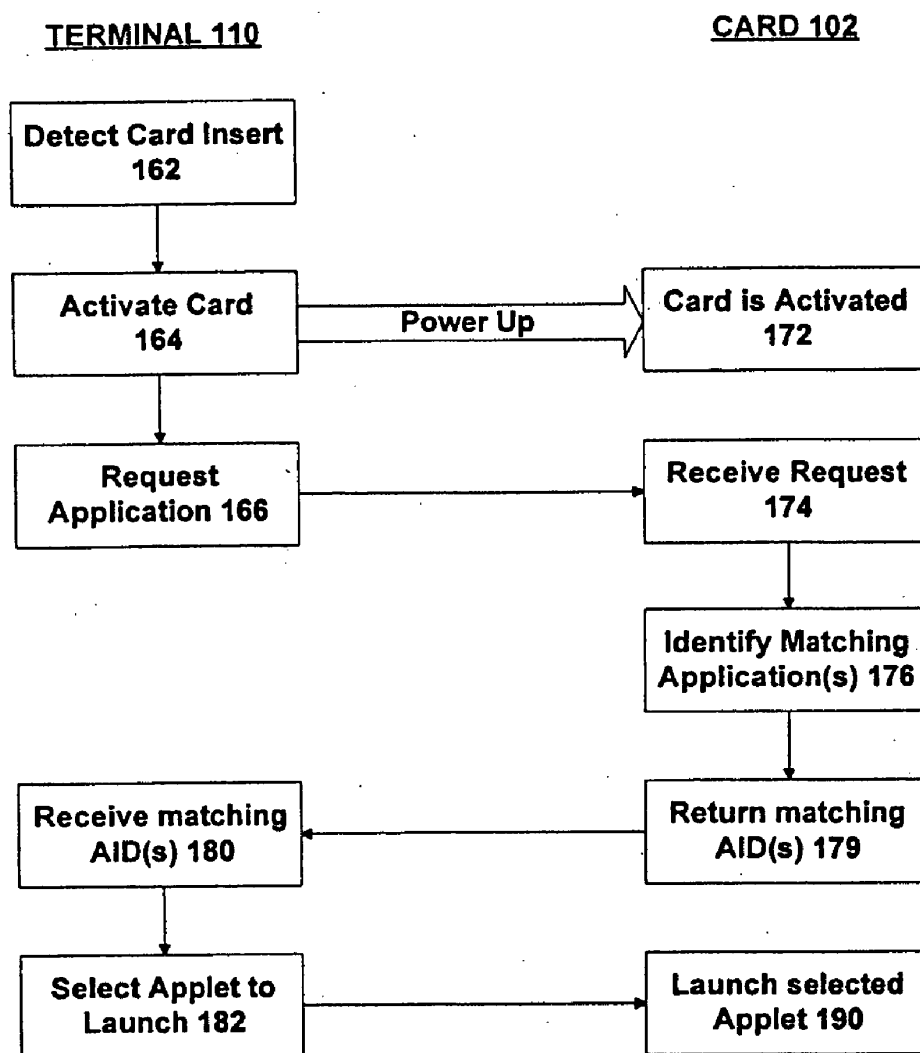 TERMINAL 110
CARD 102
Detect Card Insert
162
Activate Card
164
Power Up
Card is Activated
172
Request
Application 166
Receive Request
174
Identify Matching
Application(s) 176
Receive matching
AID(s) 180
Return matching
AID(s) 179
Select Applet to
Launch 182
Launch selected
Applet 190